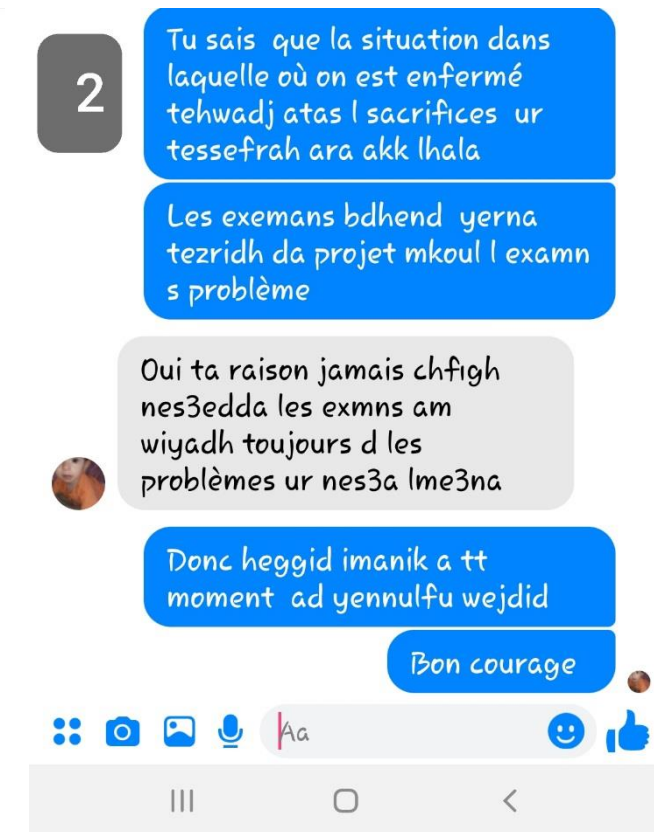 2
Tu sais que la situation dans
laquelle où on est enfermé
tehwadj atas l sacrifices ur
tessefrah ara akk lhala
Les exemans bdhend yerna
tezridh da projet mkoul l examn
s problème
Oui ta raison jamais chfigh
nes3edda les exmns am
wiyadh toujours d les
problèmes ur nes3a lme3na
Donc heggid imanik a tt
moment ad yennulfu wejdid
Bon courage
Aa